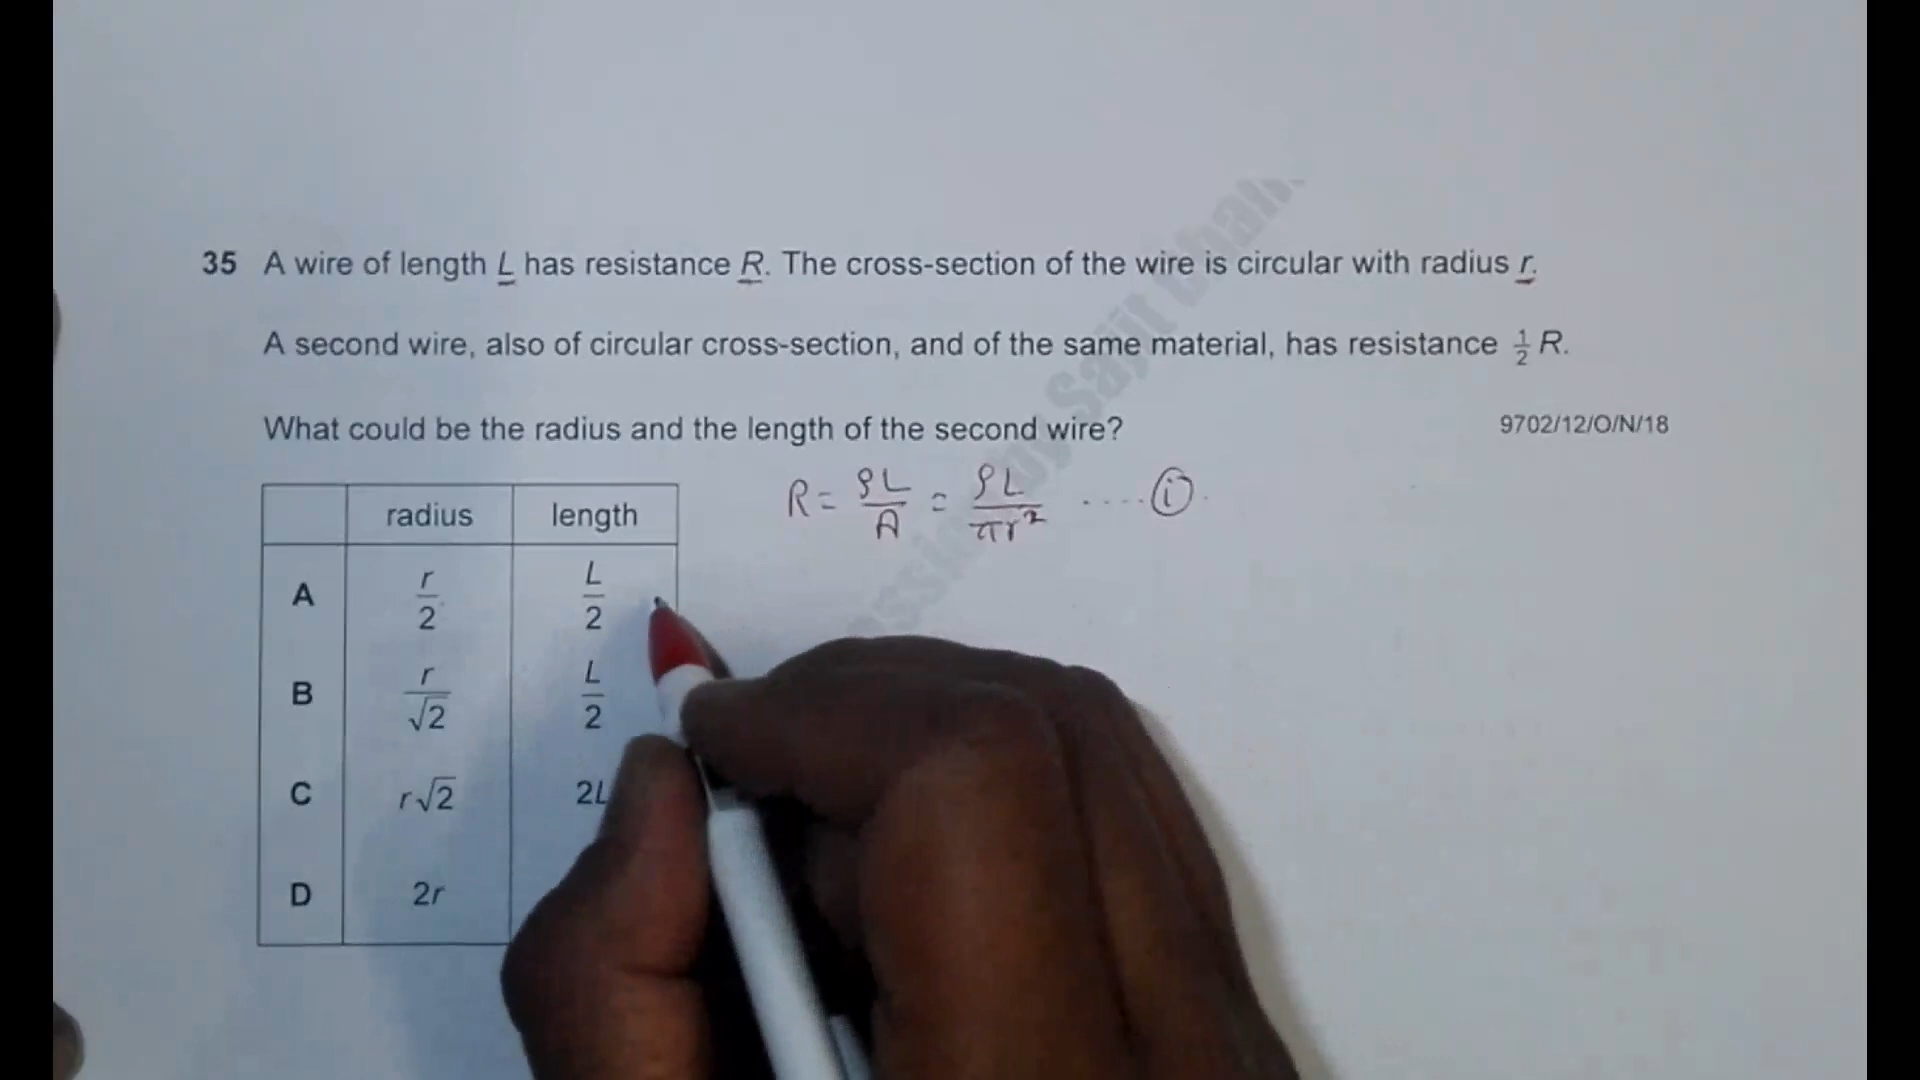 35 A wire of length L has resistance R. The cross-section of the wire is circular with radius r.
A second wire, also of circular cross-section, and of the same material, has resistance 1/2 R.
What could be the radius and the length of the second wire?
9702/12/O/N/18
R = ρL/A = ρL/πr² ....(i)
radius length
A r/2 L/2
B r/√2 L/2
C r√2 2L
D 2r
by Sajit